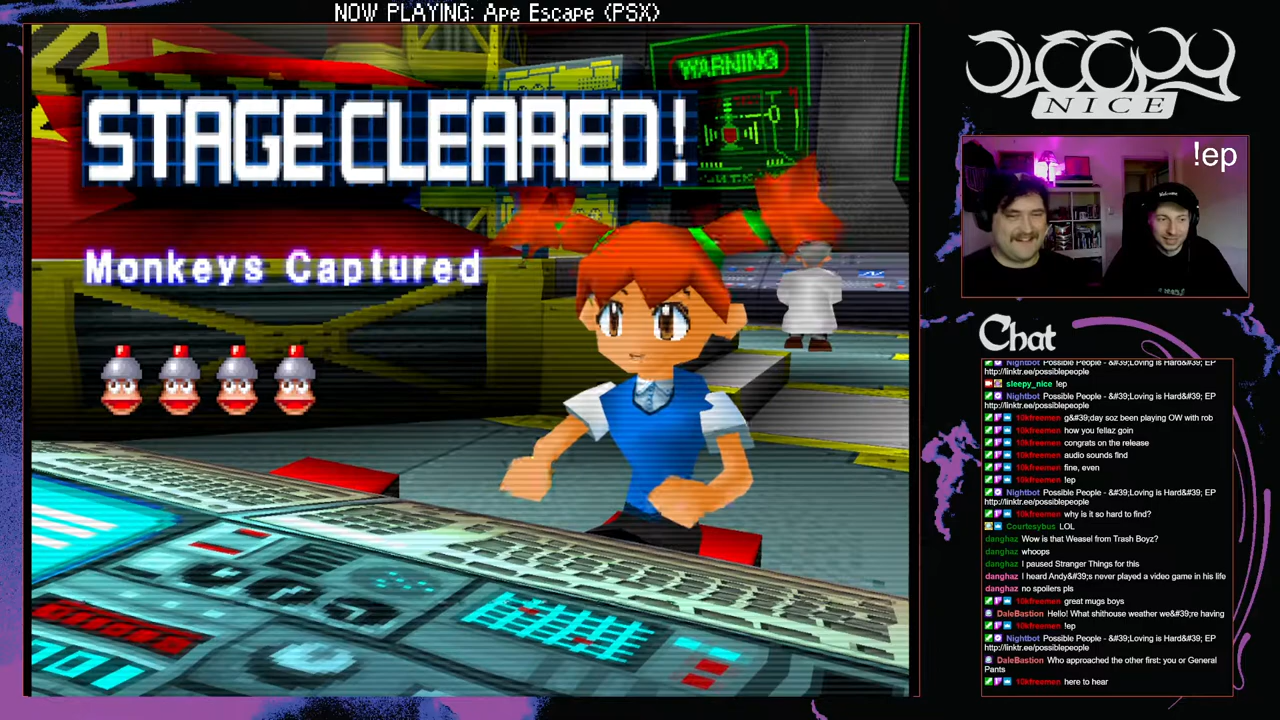 NOW PLAYING: Ape Escape (PSX)
STAGE CLEARED!
WARNING
Monkeys Captured
SLEEPY
NICE
!ep
Chat
Nightbot Possible People - &#39;Loving is Hard&#39; EP
http://linktr.ee/possiblepeople
sleepy_nice !ep
Nightbot Possible People - &#39;Loving is Hard&#39; EP
http://linktr.ee/possiblepeople
10kfreemen g&#39;day soz been playing OW with rob
10kfreemen how you fellaz goin
10kfreemen congrats on the release
10kfreemen audio sounds find
10kfreemen fine, even
10kfreemen !ep
Nightbot Possible People - &#39;Loving is Hard&#39; EP
http://linktr.ee/possiblepeople
10kfreemen why is it so hard to find?
Courtesybus LOL
danghaz Wow is that Weasel from Trash Boyz?
danghaz whoops
danghaz I paused Stranger Things for this
danghaz I heard Andy&#39;s never played a video game in his life
danghaz no spoilers pls
10kfreemen great mugs boys
DaleBastion Hello! What shithouse weather we&#39;re having
10kfreemen !ep
Nightbot Possible People - &#39;Loving is Hard&#39; EP
http://linktr.ee/possiblepeople
DaleBastion Who approached the other first: you or General
Pants
10kfreemen here to hear